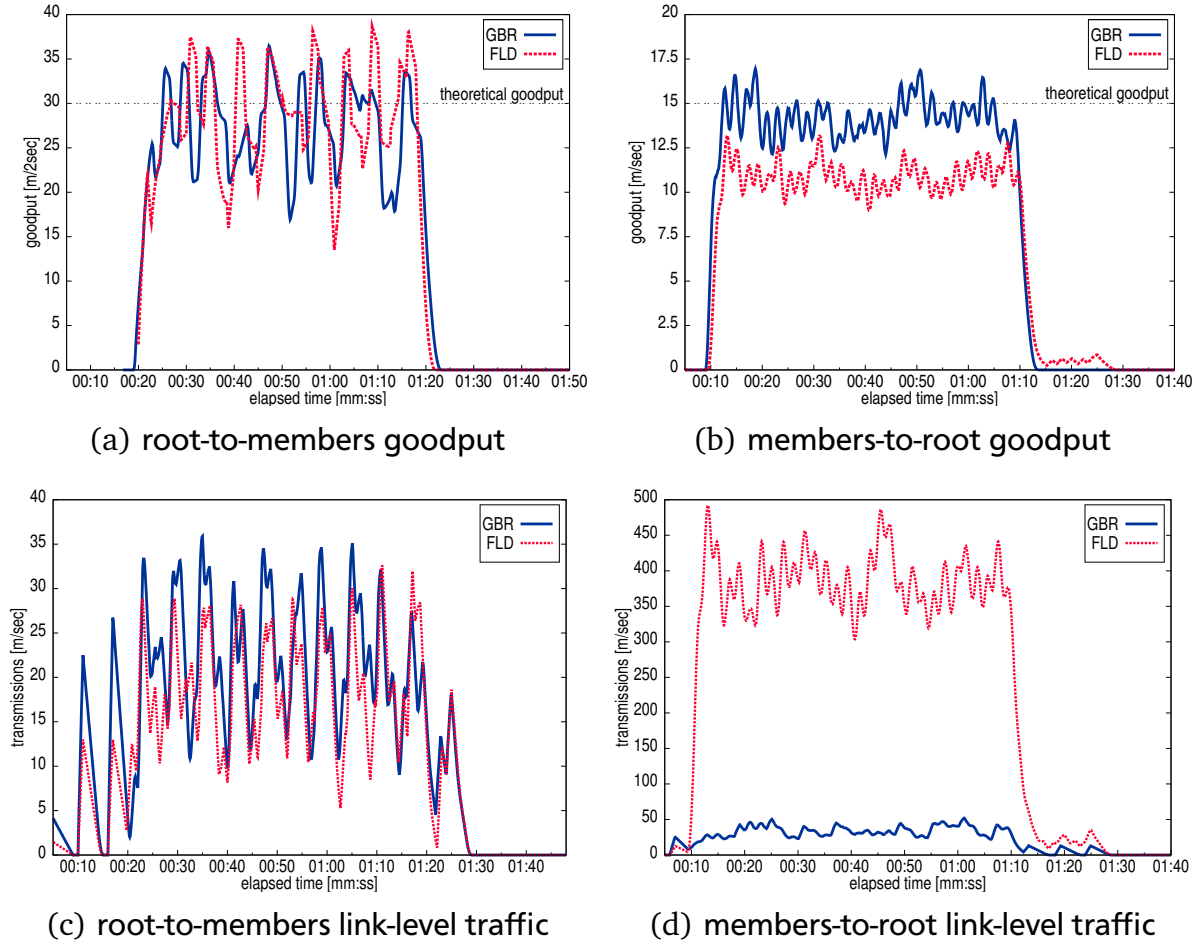 40
35
30
25
20
15
10
5
0
goodput [m/2sec]
GBR
FLD
theoretical goodput
00:10 00:20 00:30 00:40 00:50 01:00 01:10 01:20 01:30 01:40 01:50
elapsed time [mm:ss]
(a) root-to-members goodput
20
17.5
15
12.5
10
7.5
5
2.5
0
goodput [m/sec]
GBR
FLD
theoretical goodput
00:10 00:20 00:30 00:40 00:50 01:00 01:10 01:20 01:30 01:40
elapsed time [mm:ss]
(b) members-to-root goodput
40
35
30
25
20
15
10
5
0
transmissions [m/sec]
GBR
FLD
00:10 00:20 00:30 00:40 00:50 01:00 01:10 01:20 01:30 01:40
elapsed time [mm:ss]
(c) root-to-members link-level traffic
500
450
400
350
300
250
200
150
100
50
0
transmissions [m/sec]
GBR
FLD
00:10 00:20 00:30 00:40 00:50 01:00 01:10 01:20 01:30 01:40
elapsed time [mm:ss]
(d) members-to-root link-level traffic